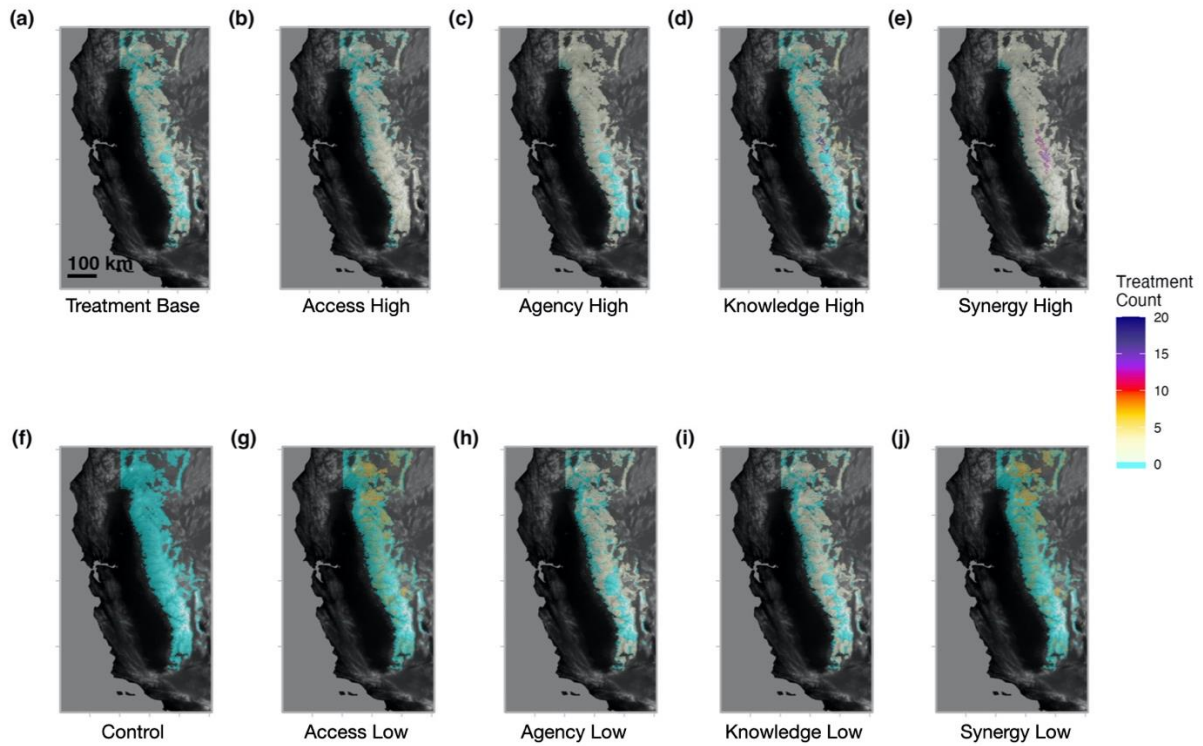 (a) (b) (c) (d) (e)
100 km
Treatment Base Access High Agency High Knowledge High Synergy High
Treatment
Count
20
15
10
5
0
(f) (g) (h) (i) (j)
Control Access Low Agency Low Knowledge Low Synergy Low